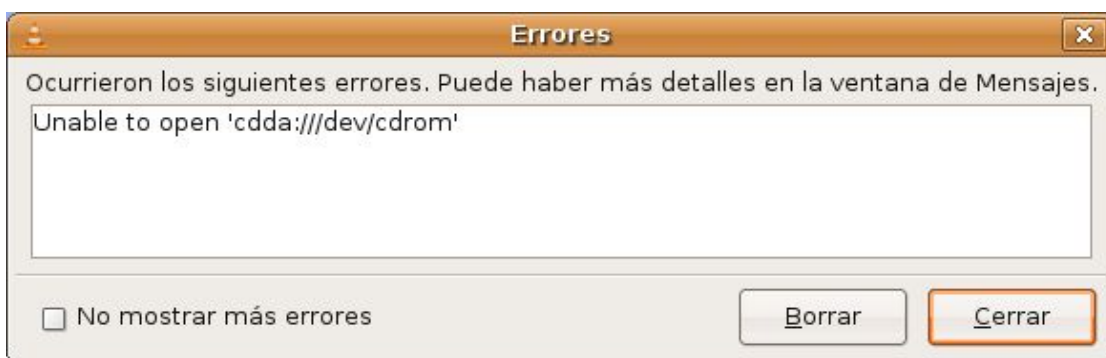 Errores
Ocurrieron los siguientes errores. Puede haber más detalles en la ventana de Mensajes.
Unable to open 'cdda:///dev/cdrom'
No mostrar más errores
Borrar
Cerrar